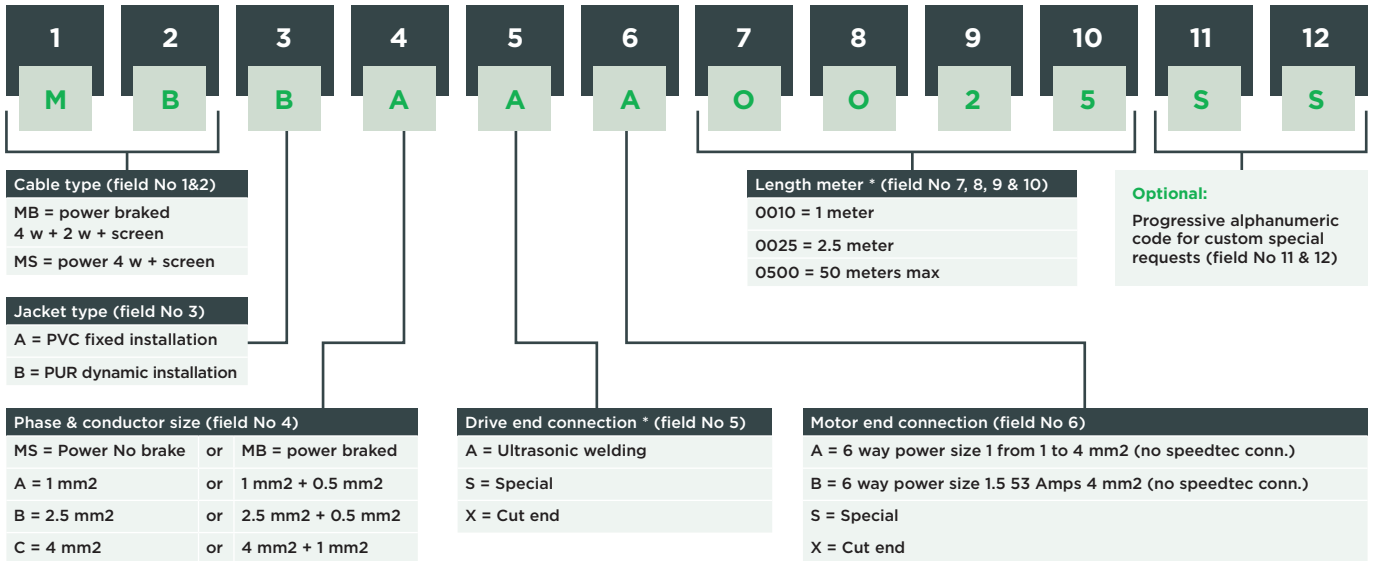 1 2 3 4 5 6 7 8 9 10 11 12
M B B A A A O O 2 5 S S
Cable type (field No 1&2)
MB = power braked
4 w + 2 w + screen
MS = power 4 w + screen
Length meter * (field No 7, 8, 9 & 10)
0010 = 1 meter
0025 = 2.5 meter
0500 = 50 meters max
Optional:
Progressive alphanumeric
code for custom special
requests (field No 11 & 12)
Jacket type (field No 3)
A = PVC fixed installation
B = PUR dynamic installation
Phase & conductor size (field No 4)
MS = Power No brake or MB = power braked
A = 1 mm2 or 1 mm2 + 0.5 mm2
B = 2.5 mm2 or 2.5 mm2 + 0.5 mm2
C = 4 mm2 or 4 mm2 + 1 mm2
Drive end connection * (field No 5)
A = Ultrasonic welding
S = Special
X = Cut end
Motor end connection (field No 6)
A = 6 way power size 1 from 1 to 4 mm2 (no speedtec conn.)
B = 6 way power size 1.5 53 Amps 4 mm2 (no speedtec conn.)
S = Special
X = Cut end